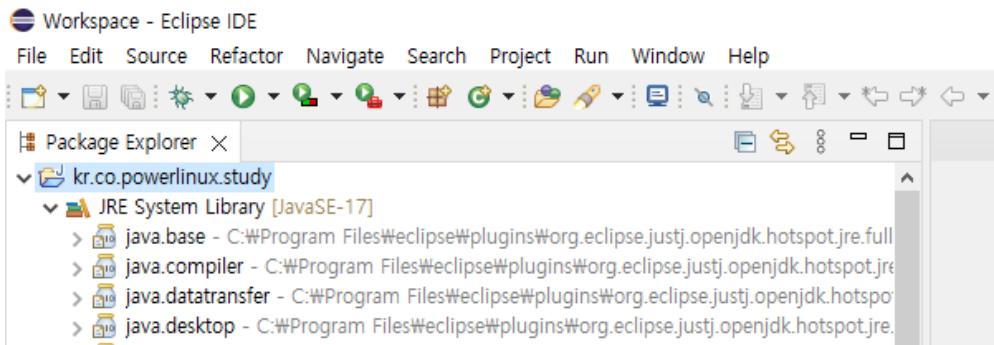 Workspace - Eclipse IDE
File Edit Source Refactor Navigate Search Project Run Window Help
Package Explorer
kr.co.powerlinux.study
JRE System Library [JavaSE-17]
java.base - C:₩Program Files₩eclipse₩plugins₩org.eclipse.justj.openjdk.hotspot.jre.full
java.compiler - C:₩Program Files₩eclipse₩plugins₩org.eclipse.justj.openjdk.hotspot.jre
java.datatransfer - C:₩Program Files₩eclipse₩plugins₩org.eclipse.justj.openjdk.hotspot
java.desktop - C:₩Program Files₩eclipse₩plugins₩org.eclipse.justj.openjdk.hotspot.jre.